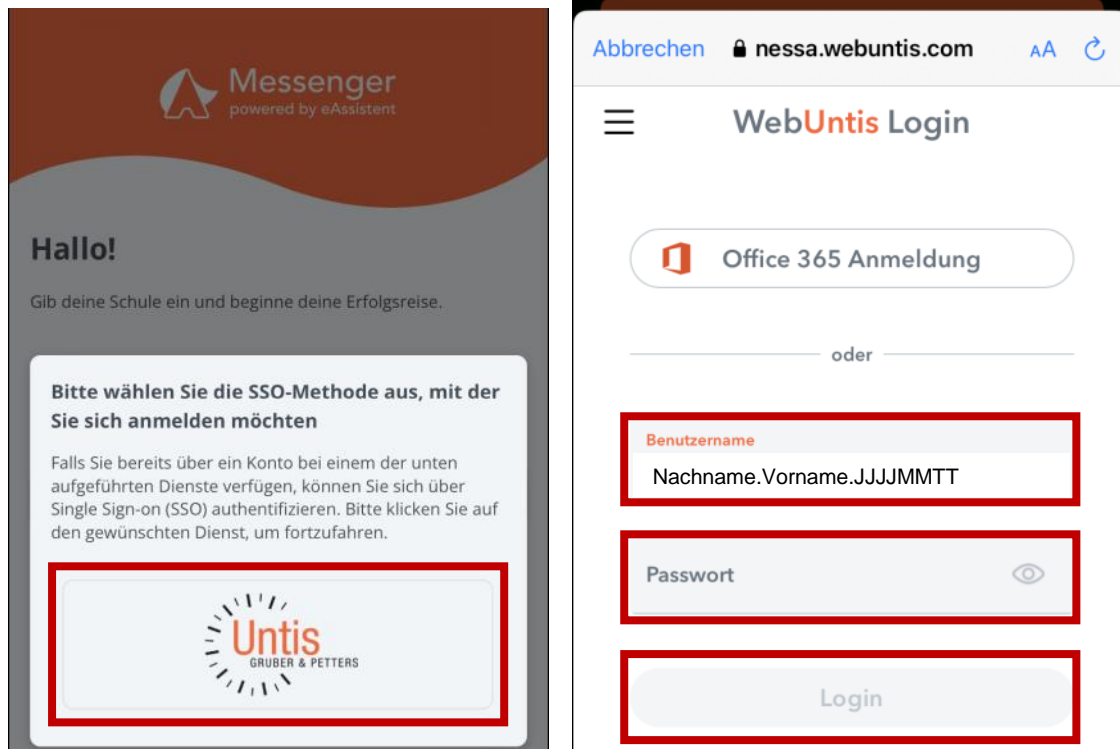 Messenger
powered by eAssistent
Hallo!
Gib deine Schule ein und beginne deine Erfolgsreise.
Bitte wählen Sie die SSO-Methode aus, mit der
Sie sich anmelden möchten
Falls Sie bereits über ein Konto bei einem der unten
aufgeführten Dienste verfügen, können Sie sich über
Single Sign-on (SSO) authentifizieren. Bitte klicken Sie auf
den gewünschten Dienst, um fortzufahren.
Untis
GRUBER & PETTERS
Abbrechen nessa.webuntis.com AA
WebUntis Login
Office 365 Anmeldung
oder
Benutzername
Nachname.Vorname.JJJJMMTT
Passwort
Login